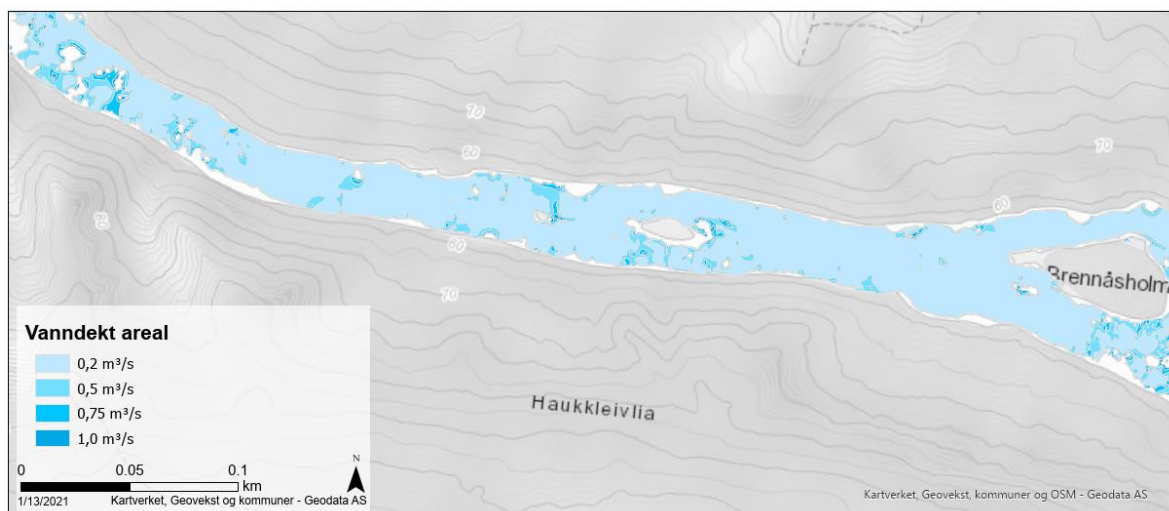 70
60
70
60
Brennåsholm
50
60
70
Haukkleivlia
Vanndekt areal
0,2 m³/s
0,5 m³/s
0,75 m³/s
1,0 m³/s
0 0.05 0.1
km
N
1/13/2021 Kartverket, Geovekst og kommuner - Geodata AS
Kartverket, Geovekst, kommuner og OSM - Geodata AS